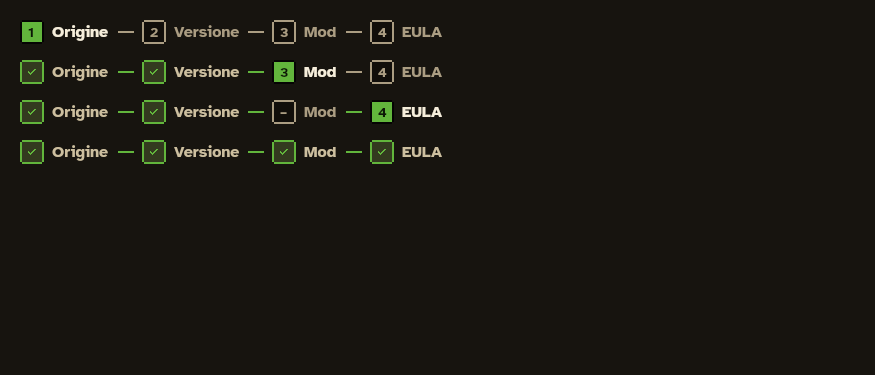 1 Origine — 2 Versione — 3 Mod — 4 EULA
✓ Origine — ✓ Versione — 3 Mod — 4 EULA
✓ Origine — ✓ Versione — – Mod — 4 EULA
✓ Origine — ✓ Versione — ✓ Mod — ✓ EULA